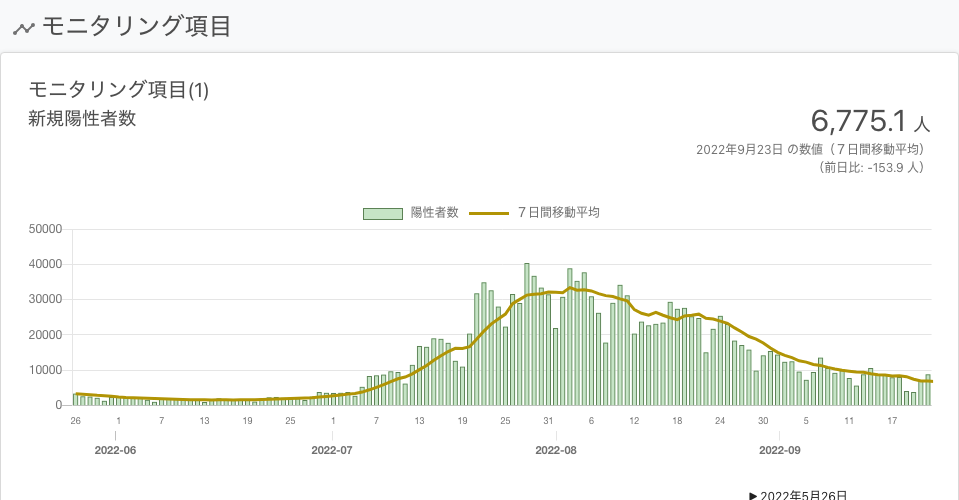 モニタリング項目
モニタリング項目(1)
新規陽性者数
6,775.1 人
2022年9月23日 の数値（７日間移動平均）
（前日比: -153.9 人）
陽性者数 ７日間移動平均
50000
40000
30000
20000
10000
0
26 1 7 13 19 25 1 7 13 19 25 31 6 12 18 24 30 5 11 17
2022-06 2022-07 2022-08 2022-09
▶2022年5月26日